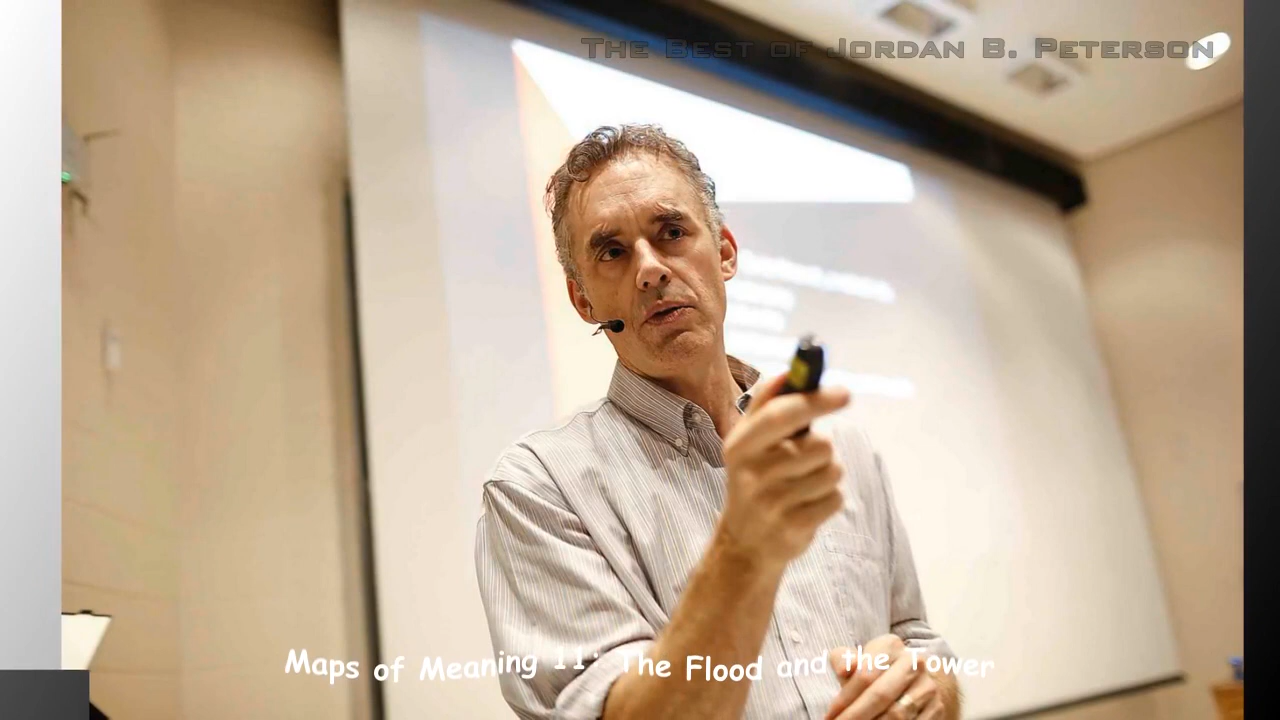 The Best of Jordan B. Peterson
Maps of Meaning 11: The Flood and the Tower